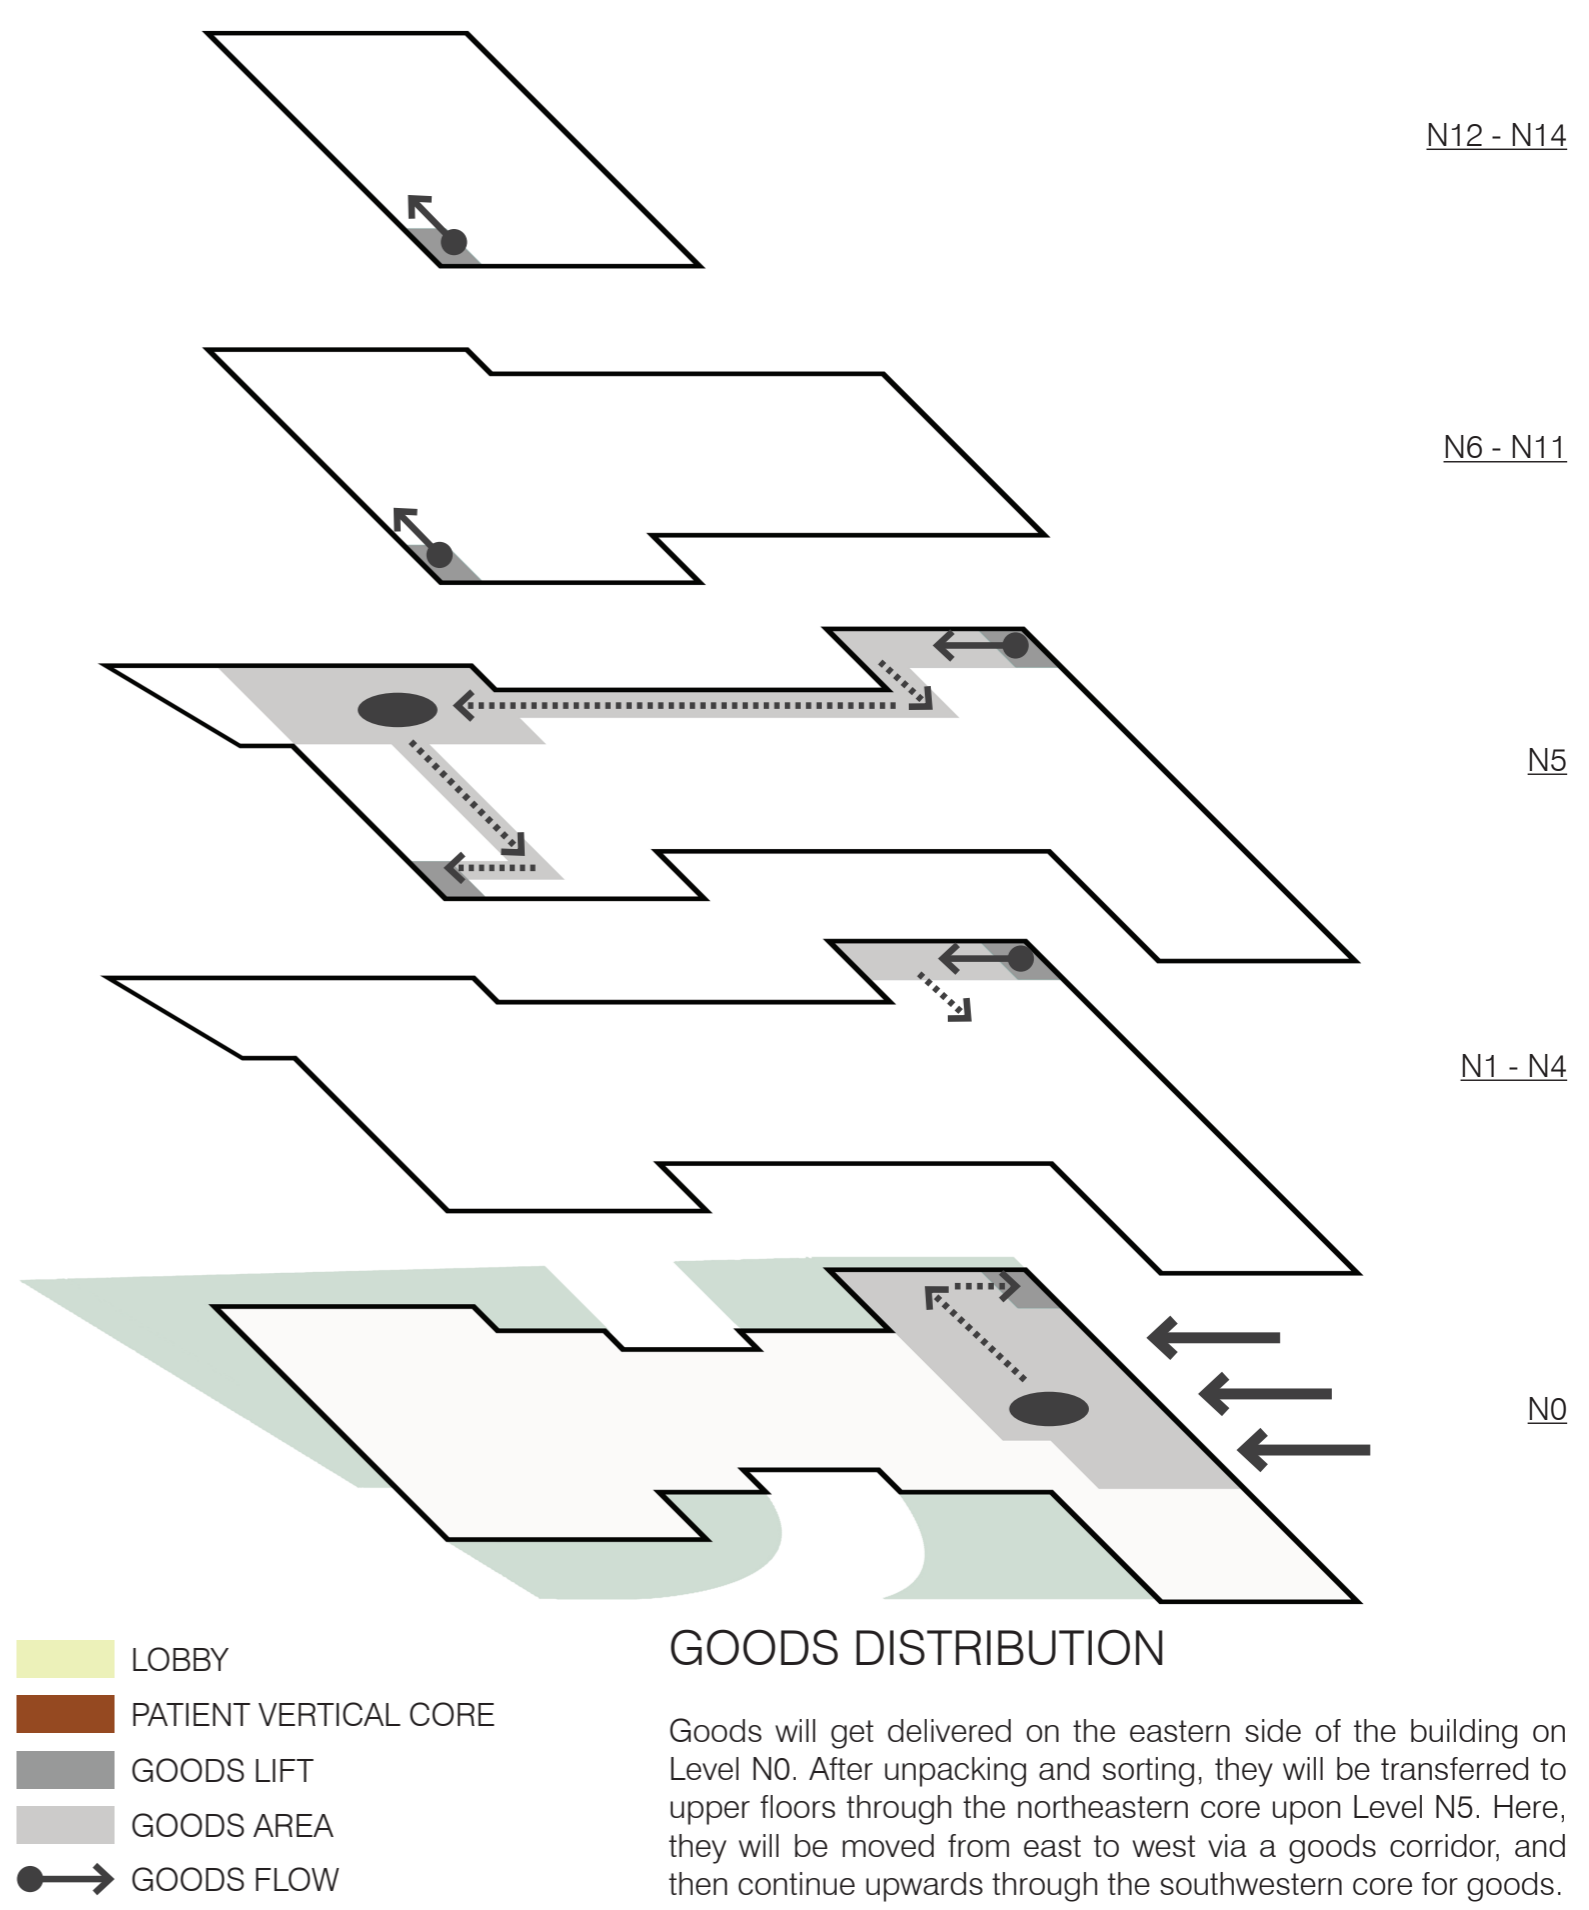 N12 - N14
N6 - N11
N5
N1 - N4
N0
LOBBY
PATIENT VERTICAL CORE
GOODS LIFT
GOODS AREA
GOODS FLOW
GOODS DISTRIBUTION
Goods will get delivered on the eastern side of the building on
Level N0. After unpacking and sorting, they will be transferred to
upper floors through the northeastern core upon Level N5. Here,
they will be moved from east to west via a goods corridor, and
then continue upwards through the southwestern core for goods.